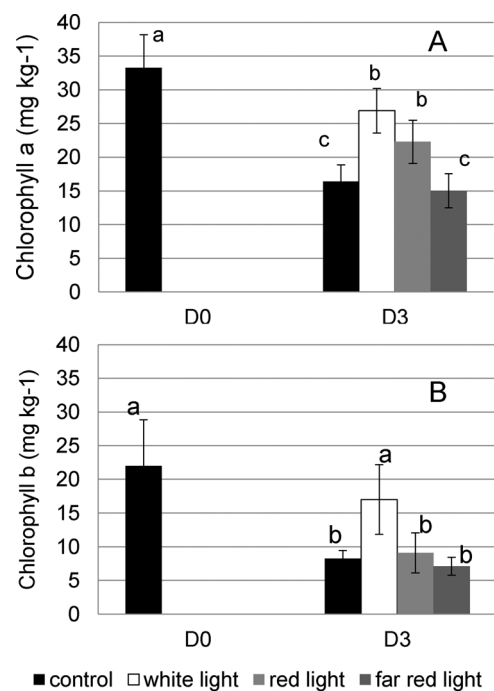 A
Chlorophyll a (mg kg-1)
40
35
30
25
20
15
10
5
0
a
c
b
b
c
D0
D3
B
Chlorophyll b (mg kg-1)
40
35
30
25
20
15
10
5
0
a
b
a
b
b
D0
D3
control white light red light far red light